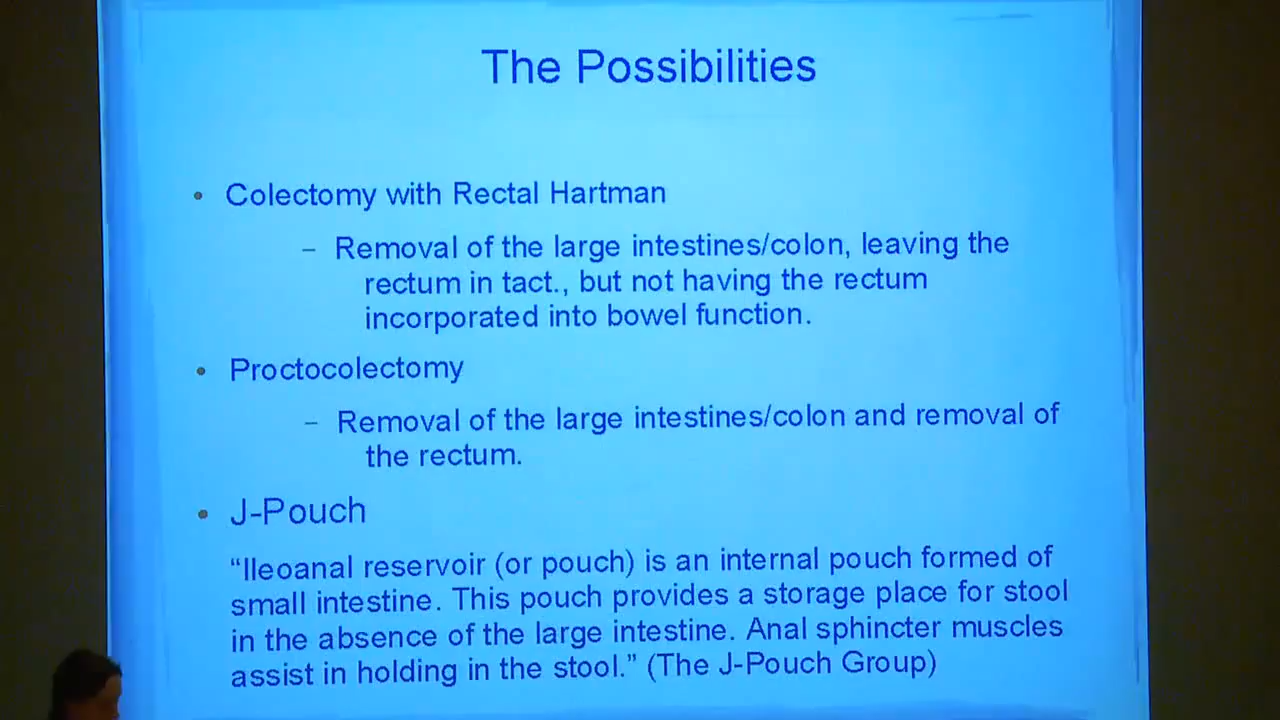 The Possibilities
• Colectomy with Rectal Hartman
– Removal of the large intestines/colon, leaving the
rectum in tact., but not having the rectum
incorporated into bowel function.
• Proctocolectomy
– Removal of the large intestines/colon and removal of
the rectum.
• J-Pouch
“Ileoanal reservoir (or pouch) is an internal pouch formed of
small intestine. This pouch provides a storage place for stool
in the absence of the large intestine. Anal sphincter muscles
assist in holding in the stool.” (The J-Pouch Group)